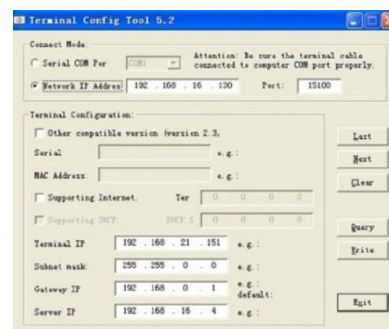 Terminal Config Tool 5.2
Connect Mode:
Serial COM Por COM1 Attention: Be sure the terminal cable
connected to computer COM port properly.
Network IP Addres 192 . 168 . 16 . 130 Port: 15100
Terminal Configuration:
Other compatible version (version 2.3,
Serial e.g.:
MAC Address: e.g.:
Supporting Internet. Ter 0 . 0 . 0 . 0
Supporting DHCP. DHCP S 0 . 0 . 0 . 0
Terminal IP 192 . 168 . 21 . 151 e.g.:
Subnet mask: 255 . 255 . 0 . 0 e.g.:
Gateway IP 192 . 168 . 0 . 1 e.g.:
default:
Server IP 192 . 168 . 16 . 4 e.g.:
Last
Next
Clear
Query
Write
Exit